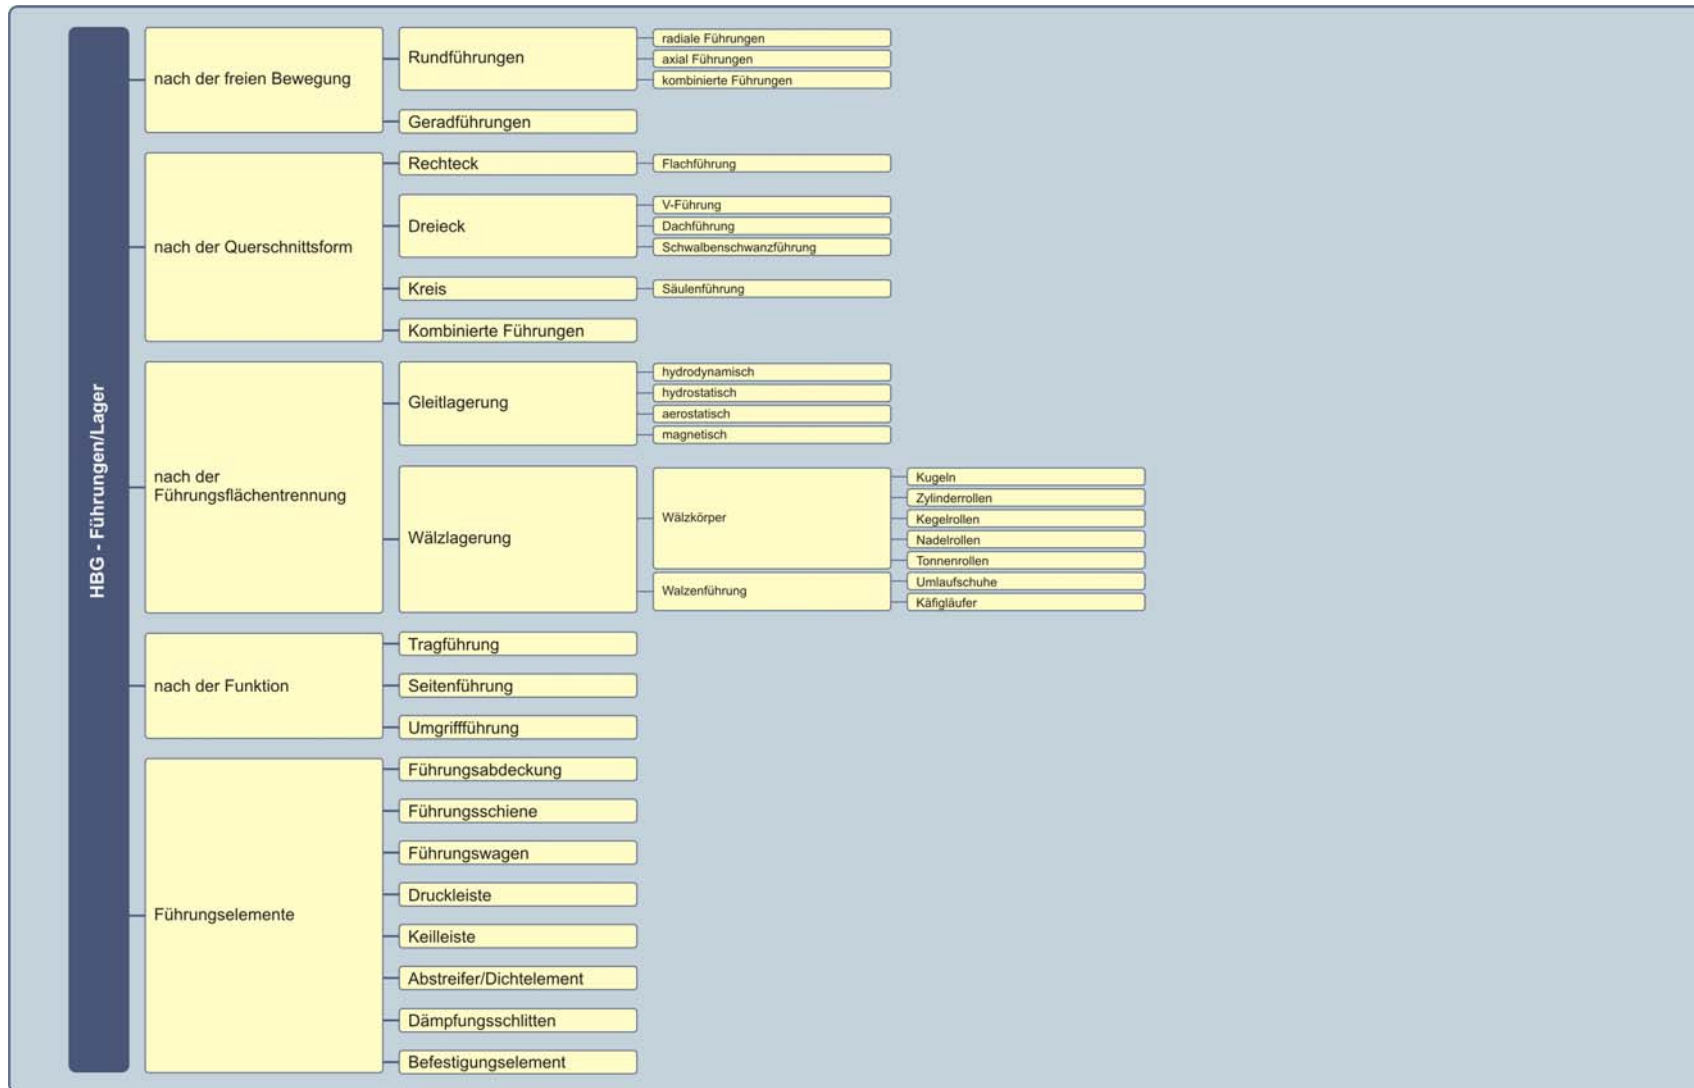 HBG - Führungen/Lager
nach der freien Bewegung
Rundführungen
radiale Führungen
axial Führungen
kombinierte Führungen
Geradführungen
nach der Querschnittsform
Rechteck
Flachführung
Dreieck
V-Führung
Dachführung
Schwalbenschwanzführung
Kreis
Säulenführung
Kombinierte Führungen
nach der
Führungsflächentrennung
Gleitlagerung
hydrodynamisch
hydrostatisch
aerostatisch
magnetisch
Wälzlagerung
Wälzkörper
Kugeln
Zylinderrollen
Kegelrollen
Nadelrollen
Tonnenrollen
Walzenführung
Umlaufschuhe
Käfigläufer
nach der Funktion
Tragführung
Seitenführung
Umgriffführung
Führungselemente
Führungsabdeckung
Führungsschiene
Führungswagen
Druckleiste
Keilleiste
Abstreifer/Dichtelement
Dämpfungsschlitten
Befestigungselement